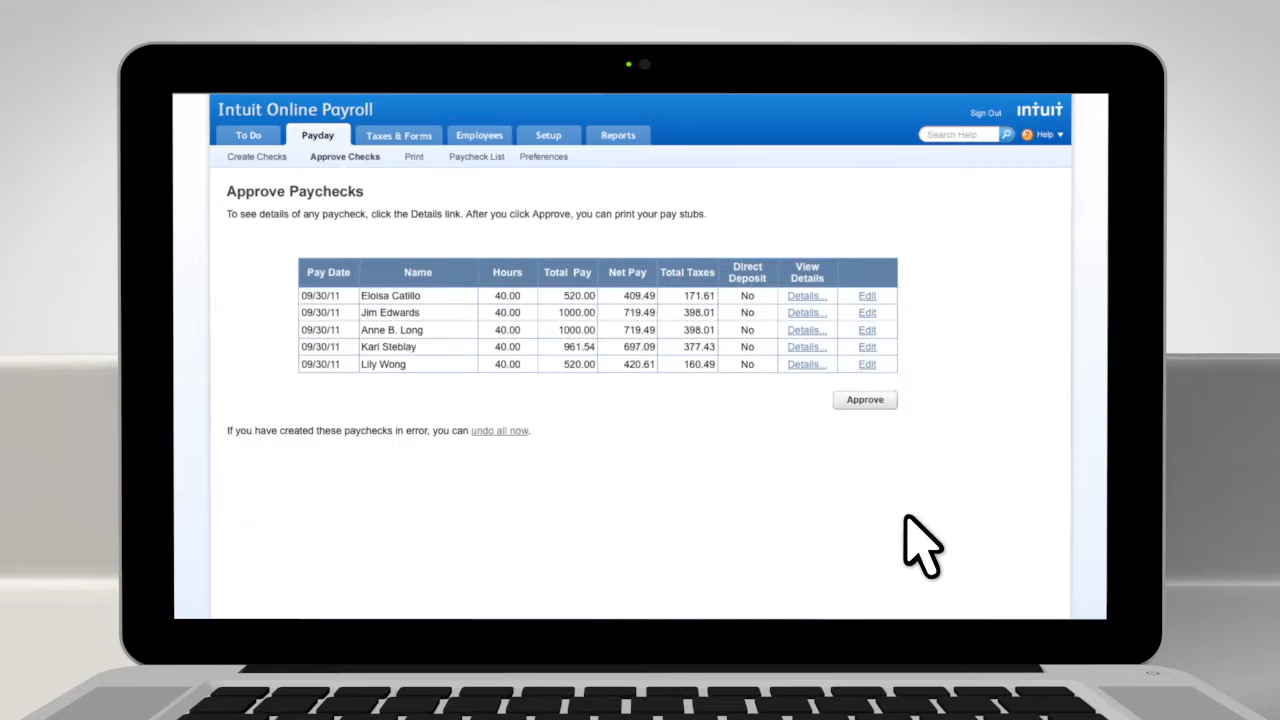 Intuit Online Payroll
Sign Out
intuit
To Do Payday Taxes & Forms Employees Setup Reports
Search Help
Help
Create Checks Approve Checks Print Paycheck List Preferences
Approve Paychecks
To see details of any paycheck, click the Details link. After you click Approve, you can print your pay stubs.
Pay Date Name Hours Total Pay Net Pay Total Taxes Direct Deposit View Details
09/30/11 Eloisa Catillo 40.00 520.00 409.49 171.61 No Details... Edit
09/30/11 Jim Edwards 40.00 1000.00 719.49 398.01 No Details... Edit
09/30/11 Anne B. Long 40.00 1000.00 719.49 398.01 No Details... Edit
09/30/11 Kari Steblay 40.00 961.54 697.09 377.43 No Details... Edit
09/30/11 Lily Wong 40.00 520.00 420.61 160.49 No Details... Edit
Approve
If you have created these paychecks in error, you can undo all now.